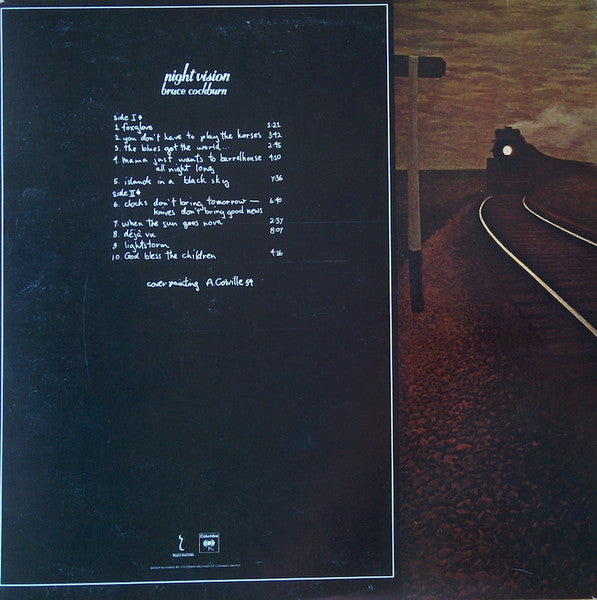 night vision
bruce cockburn
side I
1. foxglove 1:21
2. you don't have to play the horses 3:42
3. the blues got the world... 2:48
4. mama just wants to barrelhouse 4:10
all night long
5. islands in a black sky 7:36
side II
6. clocks don't bring tomorrow — 6:40
knives don't bring good news
7. when the sun goes nova 2:37
8. déjà vu 8:07
9. lightstorm
10. God bless the children 4:26
cover painting A. Colville 54
Columbia